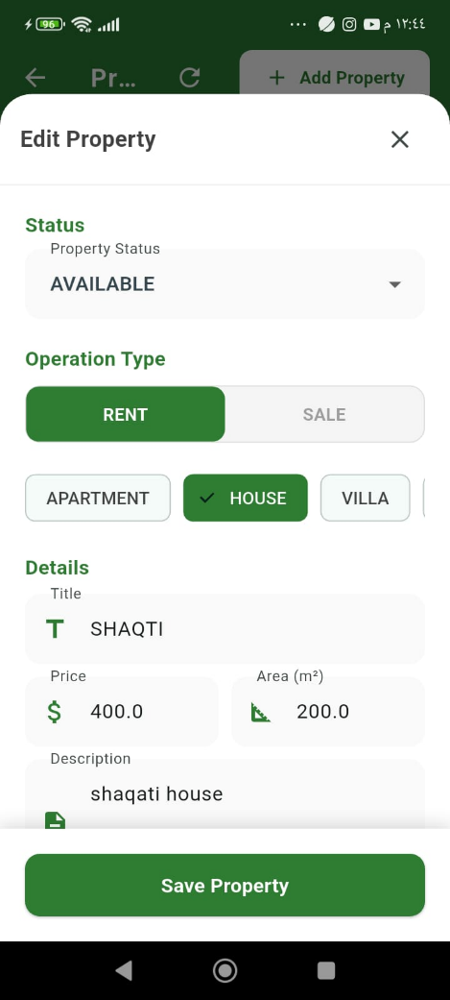 96 م ١٢:٤٤
Pr... + Add Property
Edit Property
Status
Property Status
AVAILABLE
Operation Type
RENT SALE
APARTMENT HOUSE VILLA
Details
Title
SHAQTI
Price Area (m²)
$ 400.0 200.0
Description
shaqati house
Save Property